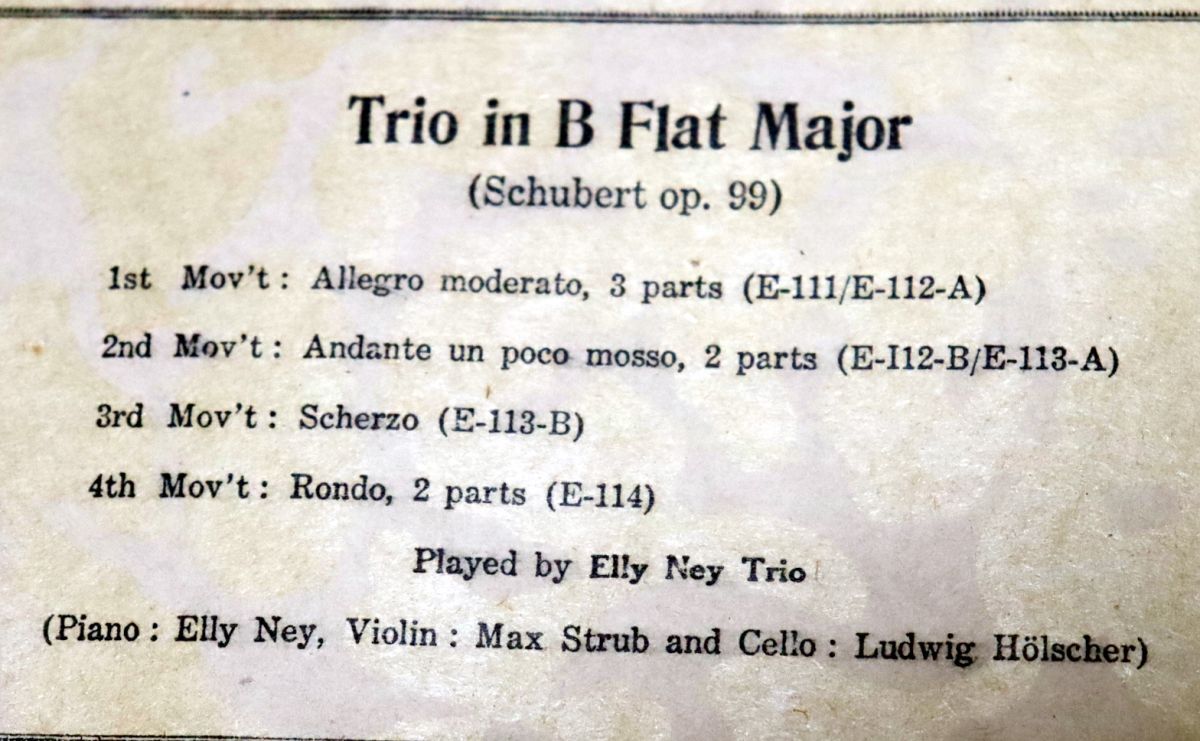 Trio in B Flat Major
(Schubert op. 99)
1st Mov't : Allegro moderato, 3 parts (E-111/E-112-A)
2nd Mov't : Andante un poco mosso, 2 parts (E-I12-B/E-113-A)
3rd Mov't : Scherzo (E-113-B)
4th Mov't : Rondo, 2 parts (E-114)
Played by Elly Ney Trio
(Piano : Elly Ney, Violin : Max Strub and Cello : Ludwig Hölscher)